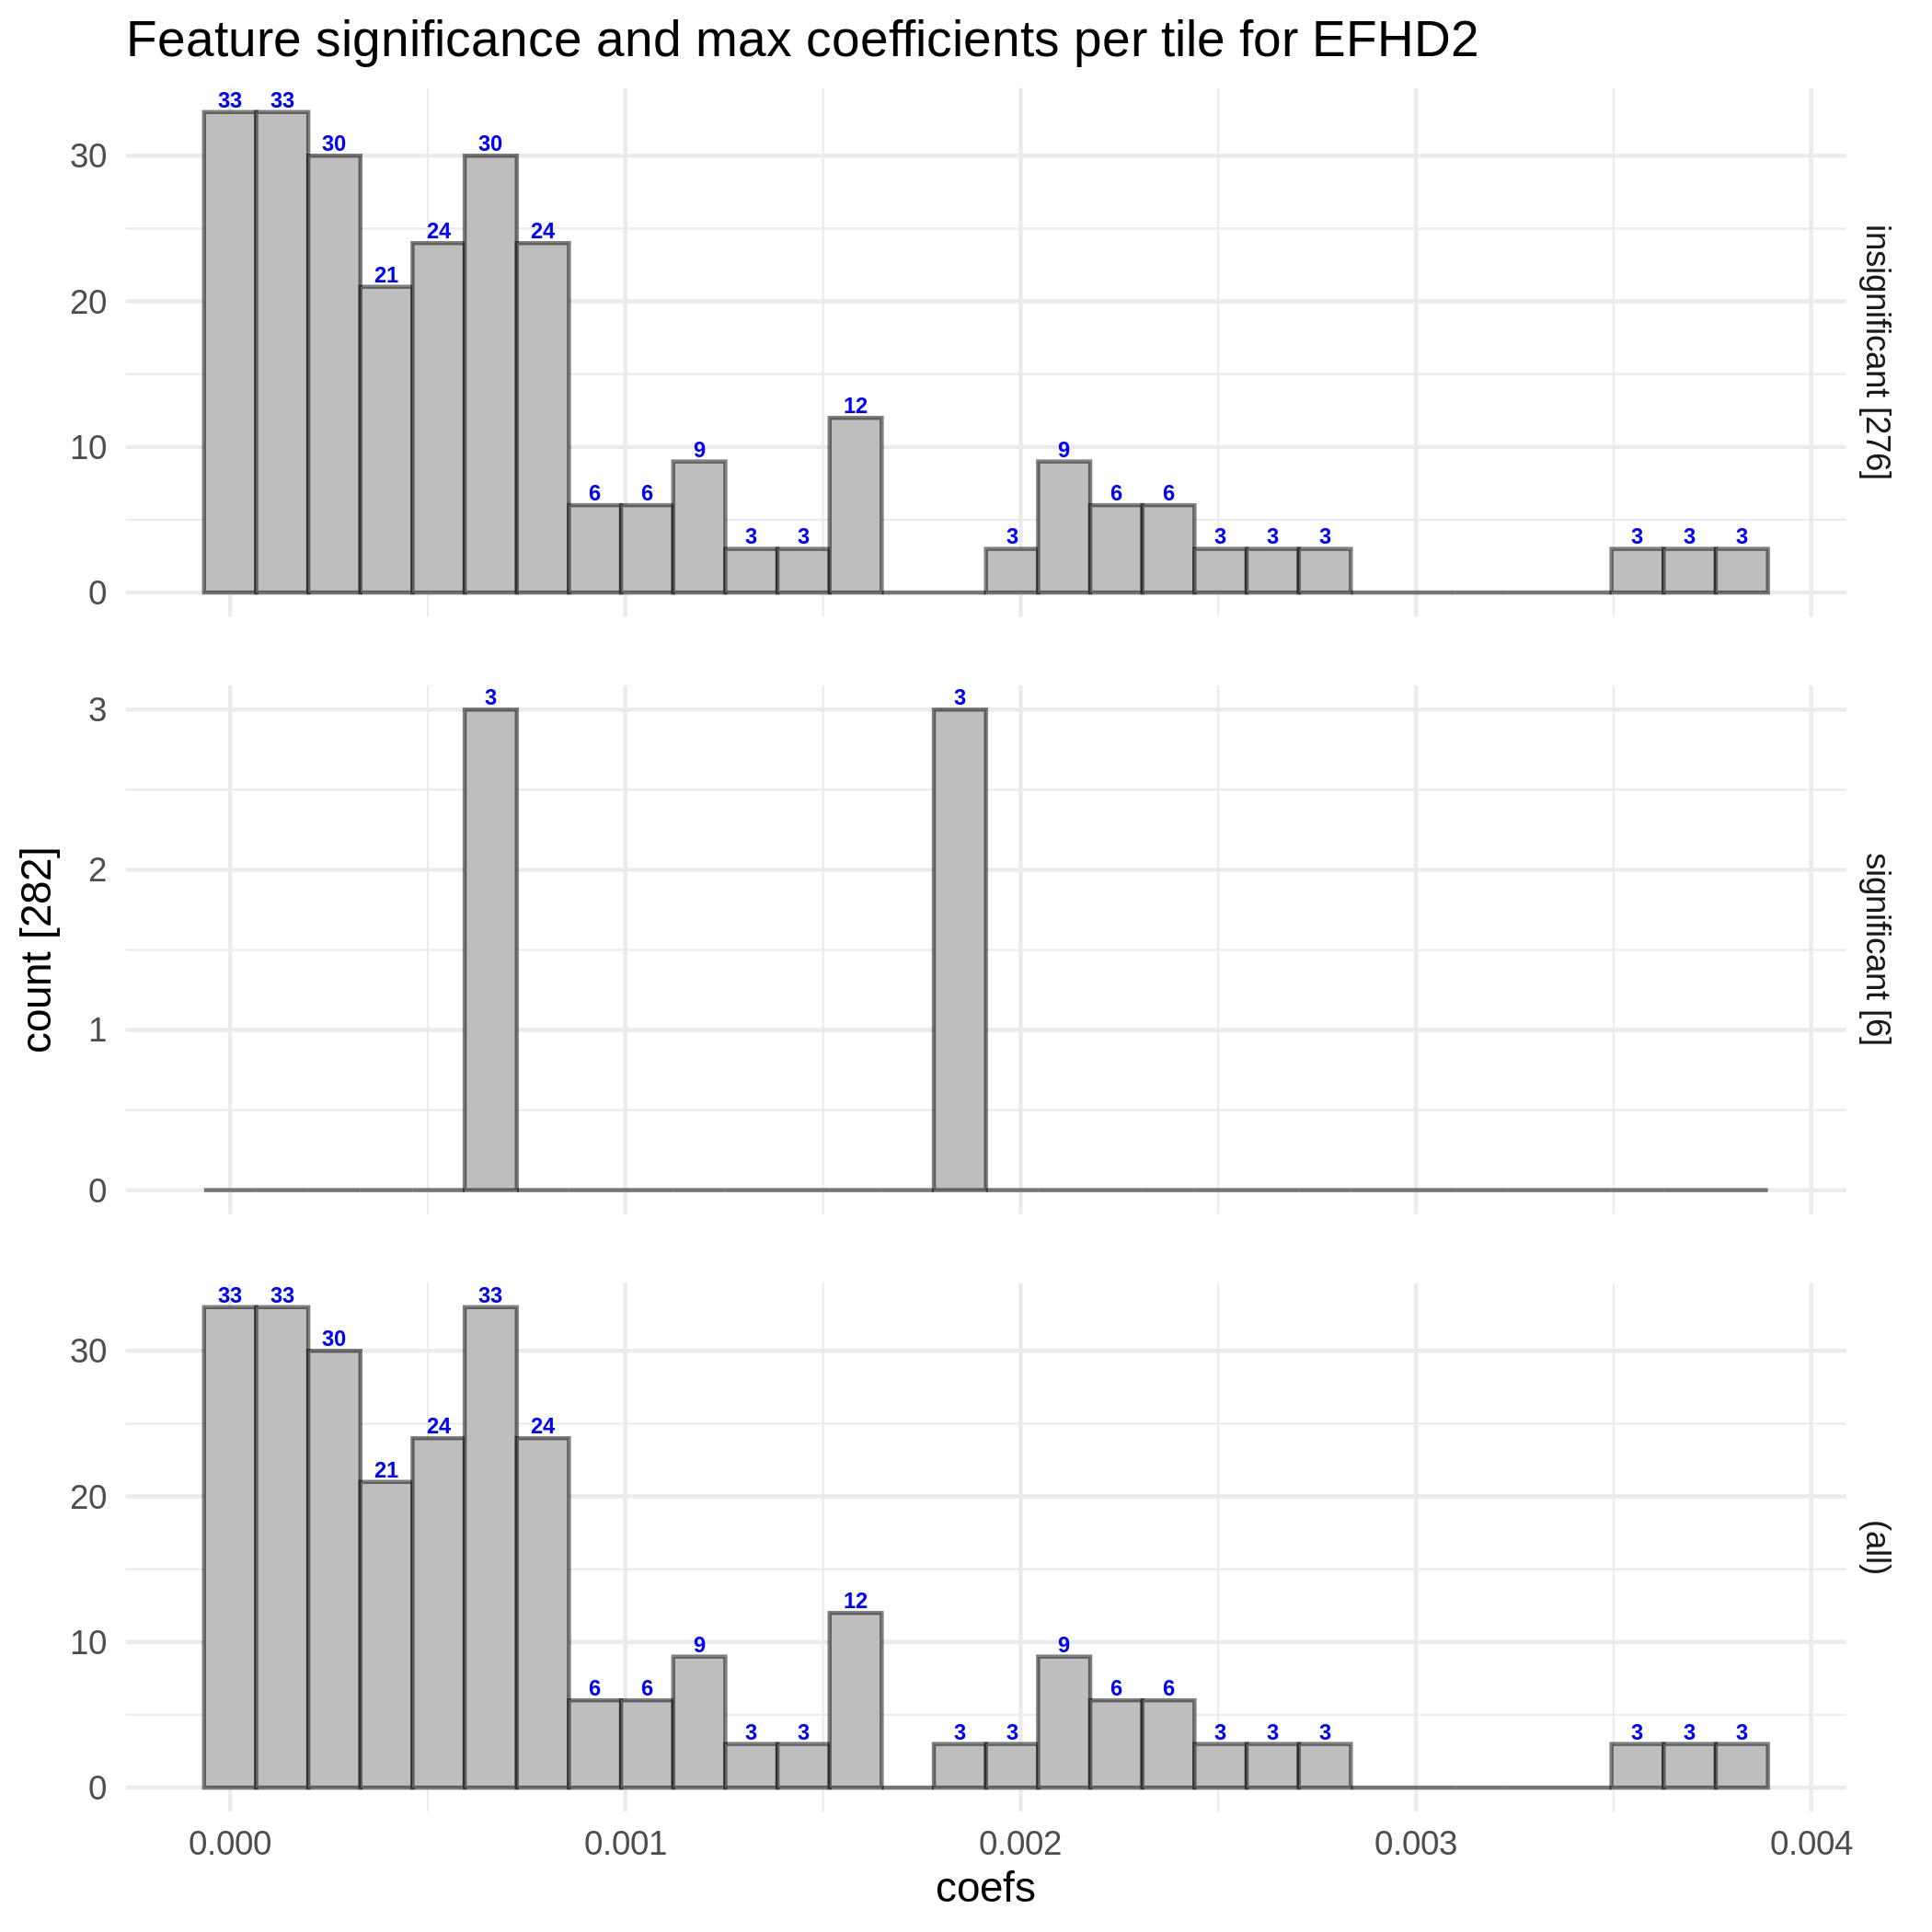 Feature significance and max coefficients per tile for EFHD2
33 33 30 21 24 30 24 6 6 9 3 3 12 3 9 6 6 3 3 3 3 3 3
30
20
10
0
insignificant [276]
3 3
3
2
1
0
significant [6]
count [282]
33 33 30 21 24 33 24 6 6 9 3 3 12 3 3 9 6 6 3 3 3 3 3 3
30
20
10
0
(all)
0.000 0.001 0.002 0.003 0.004
coefs